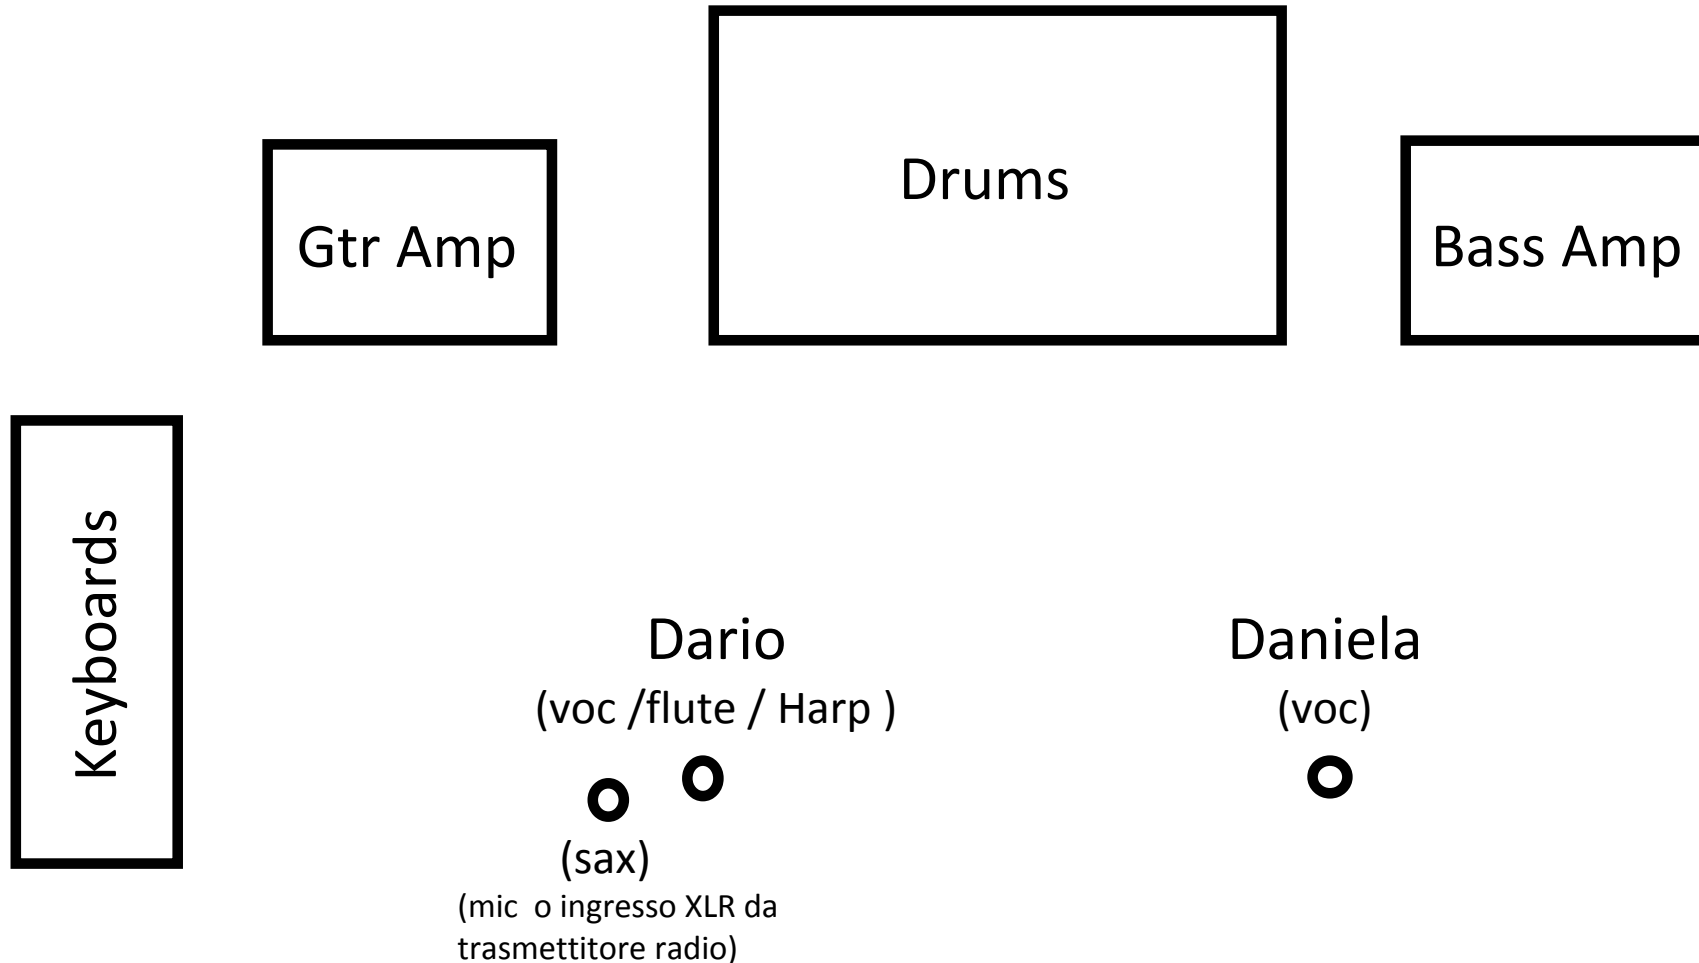 Drums
Gtr Amp
Bass Amp
Keyboards
Dario
(voc /flute / Harp )
Daniela
(voc)
(sax)
(mic  o ingresso XLR da
trasmettitore radio)